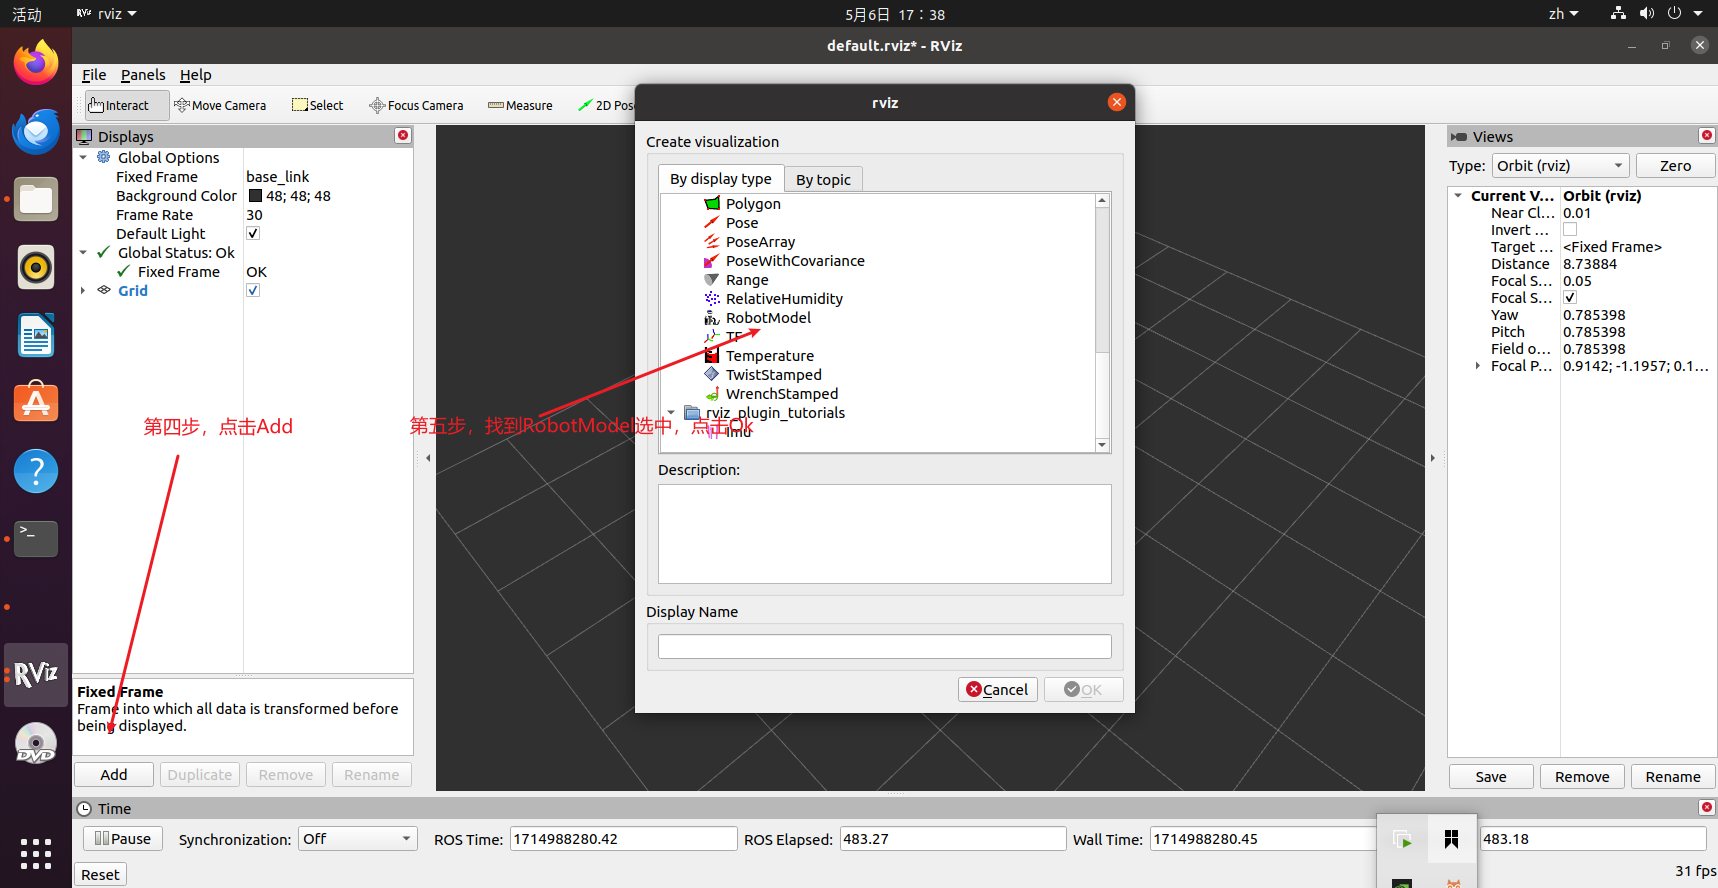 活动
rviz
5月6日 17：38
zh
default.rviz* - RViz
File Panels Help
Interact
Move Camera
Select
Focus Camera
Measure
2D Pos
Displays
Global Options
Fixed Frame base_link
Background Color 48; 48; 48
Frame Rate 30
Default Light
Global Status: Ok
Fixed Frame OK
Grid
第四步，点击Add
Fixed Frame
Frame into which all data is transformed before
being displayed.
Add Duplicate Remove Rename
rviz
Create visualization
By display type By topic
Polygon
Pose
PoseArray
PoseWithCovariance
Range
RelativeHumidity
RobotModel
TF
Temperature
TwistStamped
WrenchStamped
rviz_plugin_tutorials
第五步，找到RobotModel选中，点击Ok
Imu
Description:
Display Name
Cancel OK
Views
Type: Orbit (rviz) Zero
Current V... Orbit (rviz)
Near Cl... 0.01
Invert ...
Target ... <Fixed Frame>
Distance 8.73884
Focal S... 0.05
Focal S...
Yaw 0.785398
Pitch 0.785398
Field o... 0.785398
Focal P... 0.9142; -1.1957; 0.1...
Save Remove Rename
RViz
DVD
Time
Pause Synchronization: Off ROS Time: 1714988280.42 ROS Elapsed: 483.27 Wall Time: 1714988280.45 483.18
Reset
31 fps